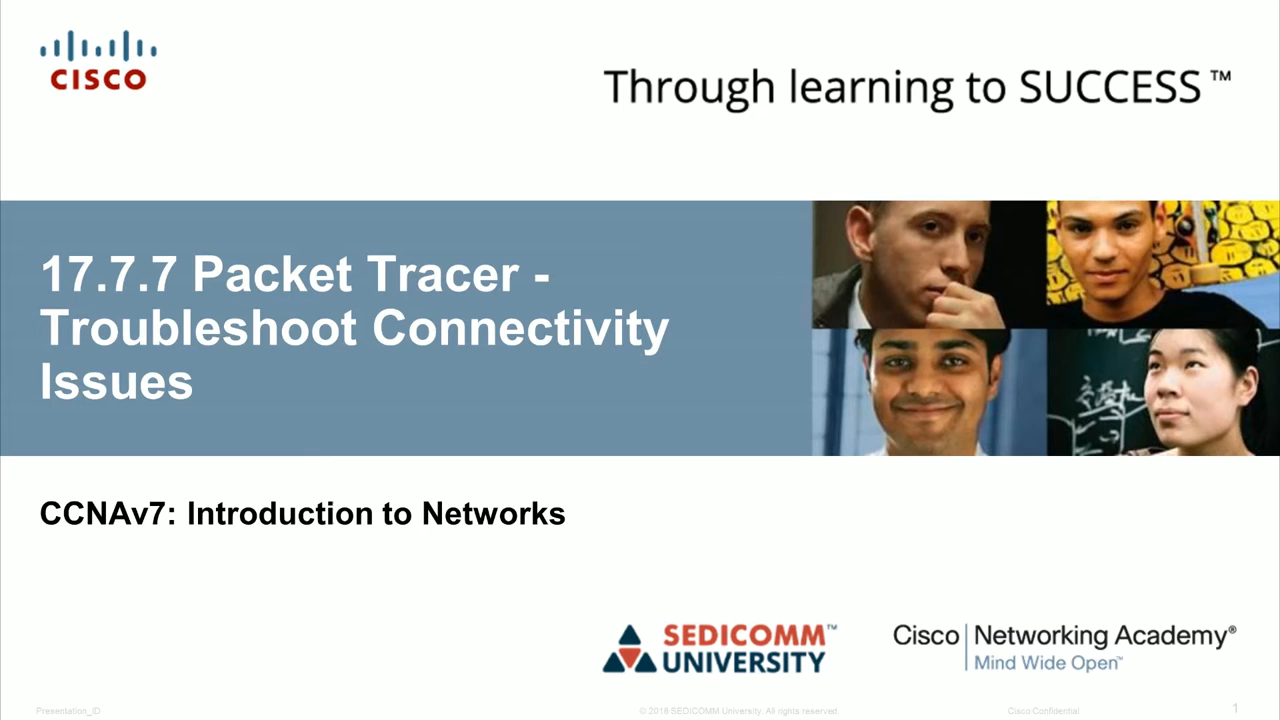 CISCO
Through learning to SUCCESS™
17.7.7 Packet Tracer -
Troubleshoot Connectivity
Issues
CCNAv7: Introduction to Networks
SEDICOMM™
UNIVERSITY
Cisco Networking Academy®
Mind Wide Open™
Presentation_ID
© 2018 SEDICOMM University. All rights reserved.
Cisco Confidential
1